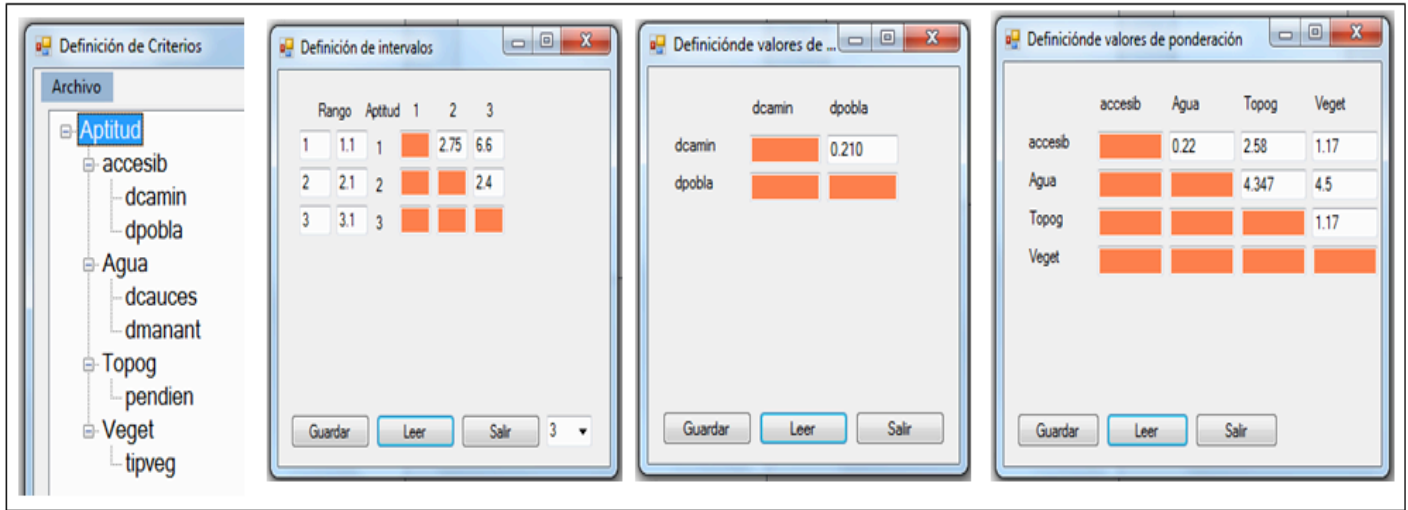 Definición de Criterios
Archivo
Aptitud
accesib
dcamin
dpobla
Agua
dcauces
dmanant
Topog
pendien
Veget
tipveg
Definición de intervalos
Rango Aptitud 1 2 3
1 1.1 1 2.75 6.6
2 2.1 2 2.4
3 3.1 3
Guardar Leer Salir 3
Definiciónde valores de ...
dcamin dpobla
dcamin 0.210
dpobla
Guardar Leer Salir
Definiciónde valores de ponderación
accesib Agua Topog Veget
accesib 0.22 2.58 1.17
Agua 4.347 4.5
Topog 1.17
Veget
Guardar Leer Salir